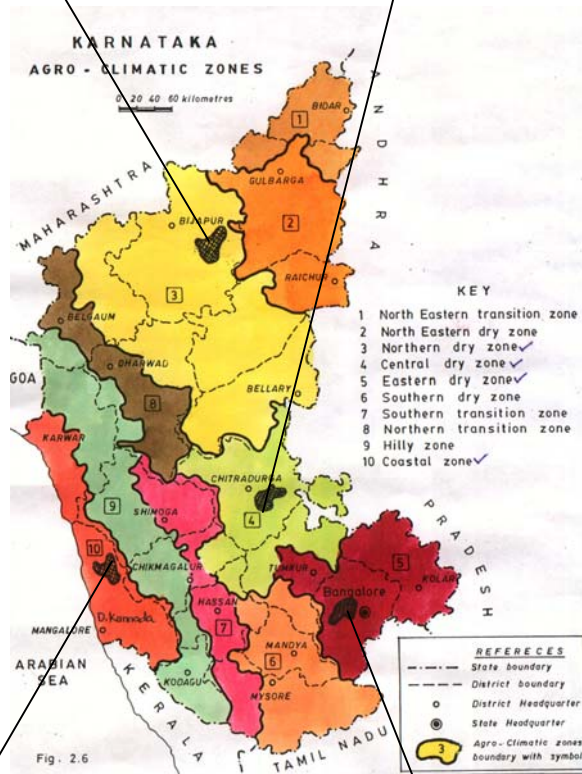 KARNATAKA
AGRO - CLIMATIC ZONES
0 20 40 60 kilometres
ANDHRA
PRADESH
MAHARASHTRA
GOA
ARABIAN
SEA
KERALA
TAMIL NADU
BIDAR
1
GULBARGA
BIJAPUR
2
RAICHUR
3
BELGAUM
DHARWAD
BELLARY
8
KARWAR
CHITRADURGA
SHIMOGA
9
4
10
CHIKMAGALUR
TUMKUR
5
KOLAR
Bangalore
HASSAN
D. Kannada
7
MANGALORE
MANDYA
6
KODAGU
MYSORE
KEY
1 North Eastern transition zone
2 North Eastern dry zone
3 Northern dry zone ✓
4 Central dry zone ✓
5 Eastern dry zone ✓
6 Southern dry zone
7 Southern transition zone
8 Northern transition zone
9 Hilly zone
10 Coastal zone ✓
REFERECES
State boundary
District boundary
District Headquarter
State Headquarter
3
Agro-Climatic zones
boundary with symbol
Fig. 2.6